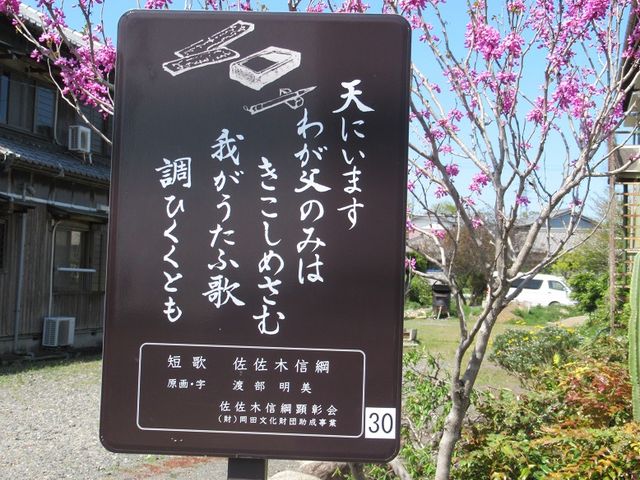 天にいます
わが父のみは
きこしめさむ
我がうたふ歌
調ひくくとも
短歌 佐佐木信綱
原画・字 渡部明美
佐佐木信綱顕彰会
(財)岡田文化財団助成事業
30